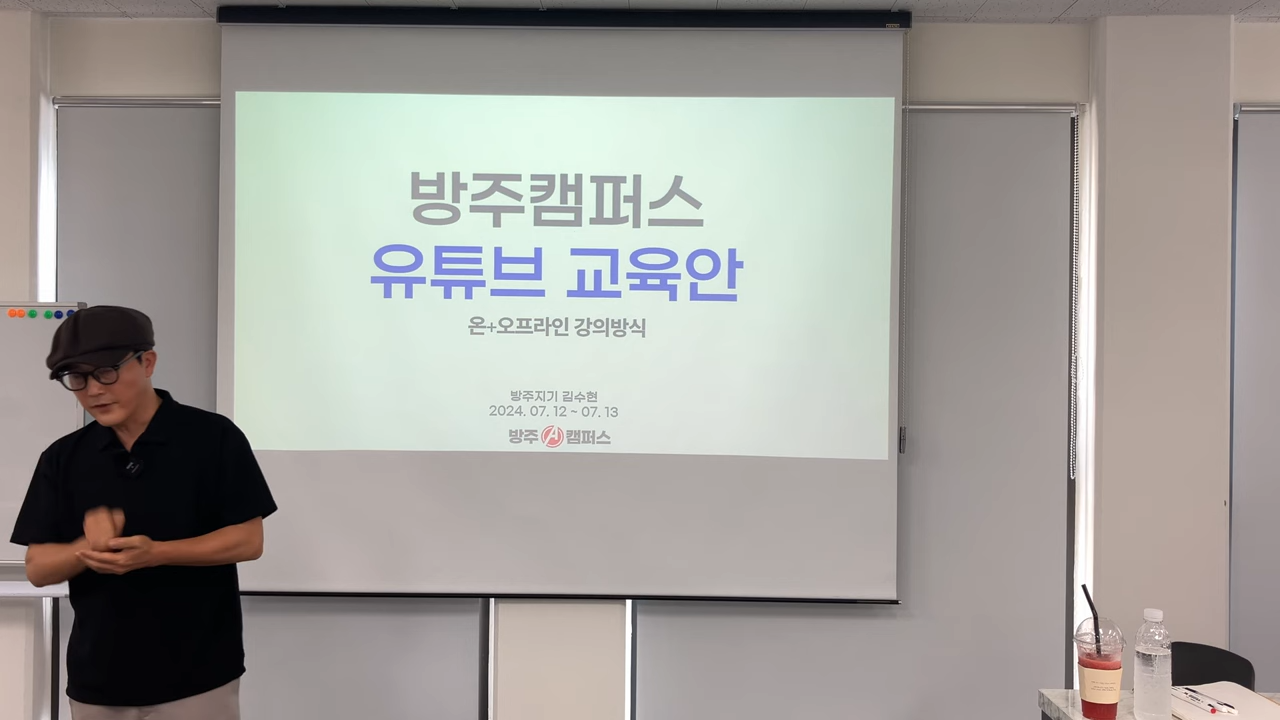 방주캠퍼스
유튜브 교육안
온+오프라인 강의방식
방주지기 김수현
2024. 07. 12 ~ 07. 13
방주 A 캠퍼스